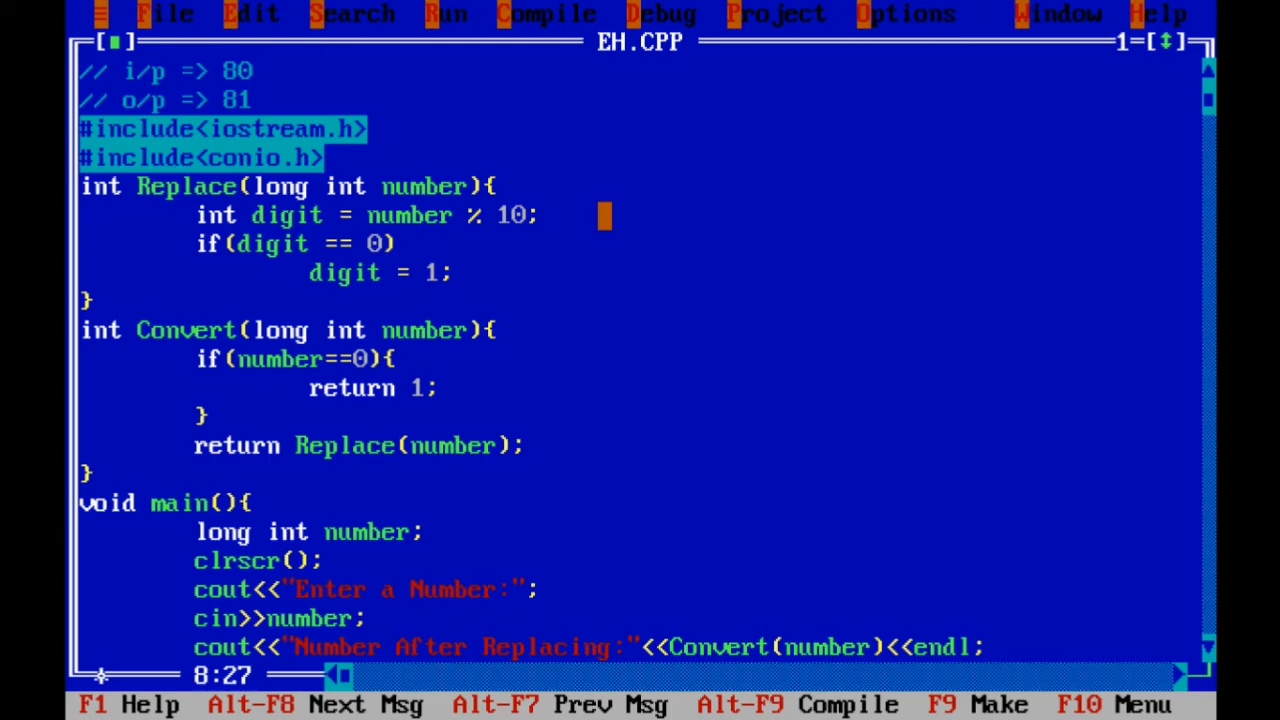 ≡ File Edit Search Run Compile Debug Project Options Window Help
[■] EH.CPP 1=[↕]
// i/p => 80
// o/p => 81
#include<iostream.h>
#include<conio.h>
int Replace(long int number){
int digit = number % 10;
if(digit == 0)
digit = 1;
}
int Convert(long int number){
if(number==0){
return 1;
}
return Replace(number);
}
void main(){
long int number;
clrscr();
cout<<"Enter a Number:";
cin>>number;
cout<<"Number After Replacing:"<<Convert(number)<<endl;
8:27
F1 Help Alt-F8 Next Msg Alt-F7 Prev Msg Alt-F9 Compile F9 Make F10 Menu